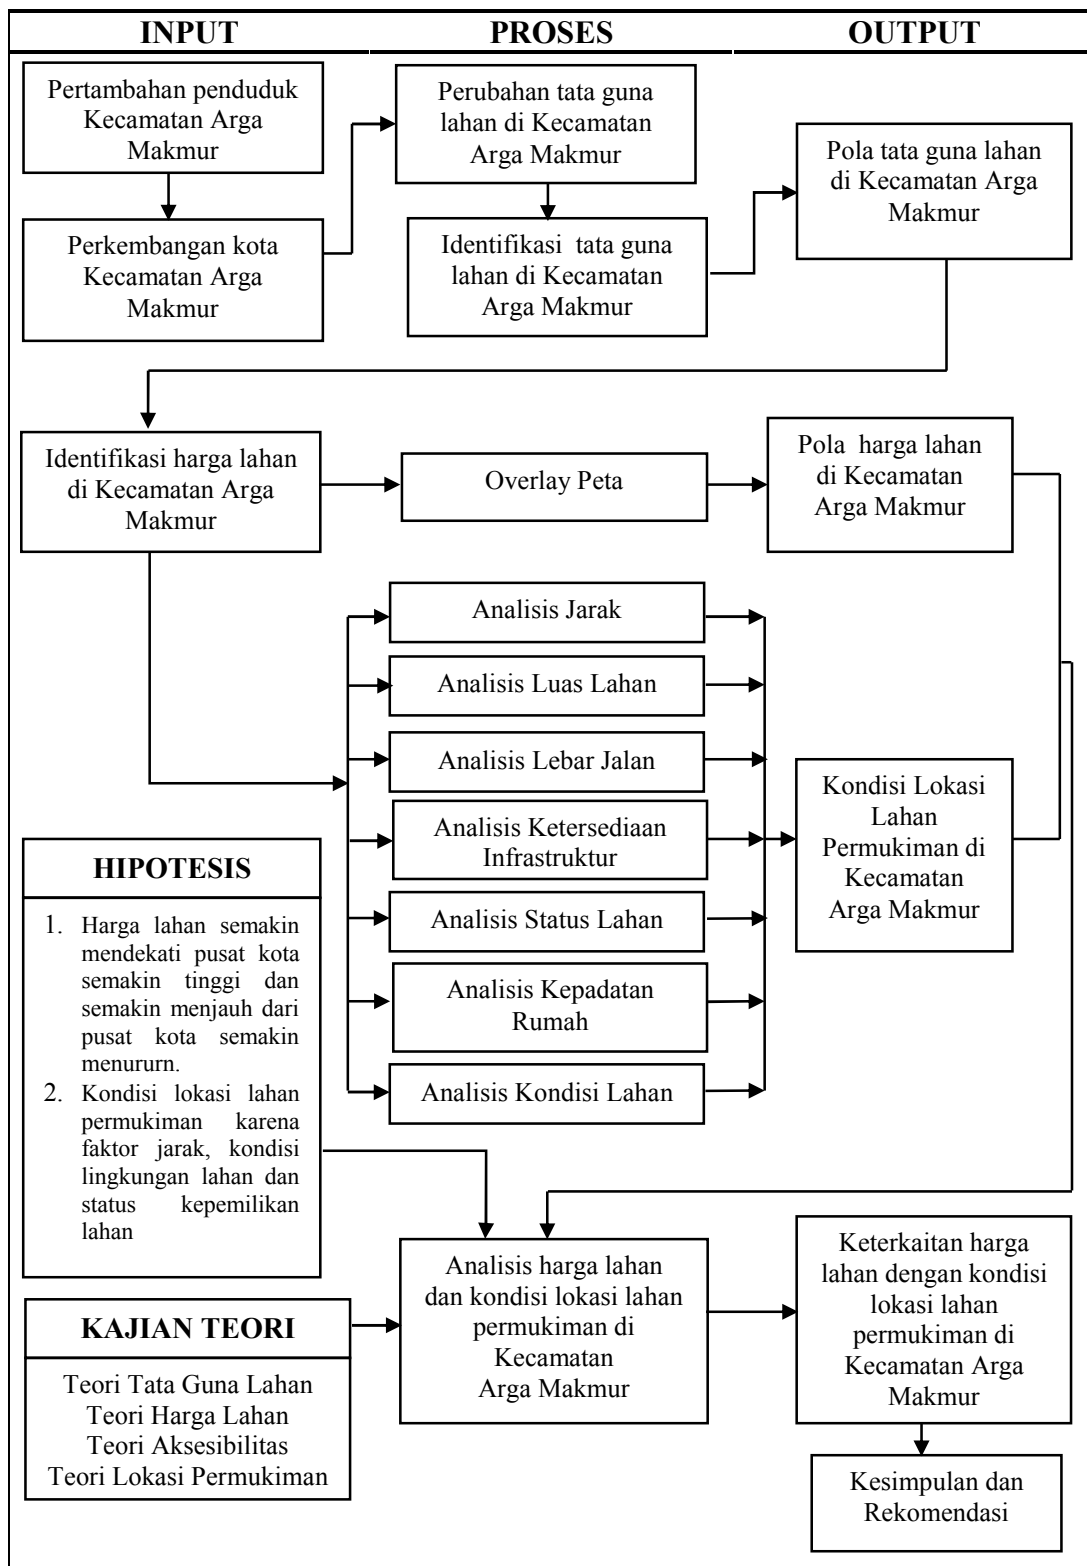 INPUT
PROSES
OUTPUT
Pertambahan penduduk
Kecamatan Arga
Makmur
Perubahan tata guna
lahan di Kecamatan
Arga Makmur
Pola tata guna lahan
di Kecamatan Arga
Makmur
Perkembangan kota
Kecamatan Arga
Makmur
Identifikasi tata guna
lahan di Kecamatan
Arga Makmur
Identifikasi harga lahan
di Kecamatan Arga
Makmur
Overlay Peta
Pola harga lahan
di Kecamatan
Arga Makmur
Analisis Jarak
Analisis Luas Lahan
Analisis Lebar Jalan
Analisis Ketersediaan
Infrastruktur
Analisis Status Lahan
Analisis Kepadatan
Rumah
Analisis Kondisi Lahan
Kondisi Lokasi
Lahan
Permukiman di
Kecamatan
Arga Makmur
HIPOTESIS
1. Harga lahan semakin
mendekati pusat kota
semakin tinggi dan
semakin menjauh dari
pusat kota semakin
menururn.
2. Kondisi lokasi lahan
permukiman karena
faktor jarak, kondisi
lingkungan lahan dan
status kepemilikan
lahan
KAJIAN TEORI
Teori Tata Guna Lahan
Teori Harga Lahan
Teori Aksesibilitas
Teori Lokasi Permukiman
Analisis harga lahan
dan kondisi lokasi lahan
permukiman di
Kecamatan
Arga Makmur
Keterkaitan harga
lahan dengan kondisi
lokasi lahan
permukiman di
Kecamatan Arga
Makmur
Kesimpulan dan
Rekomendasi